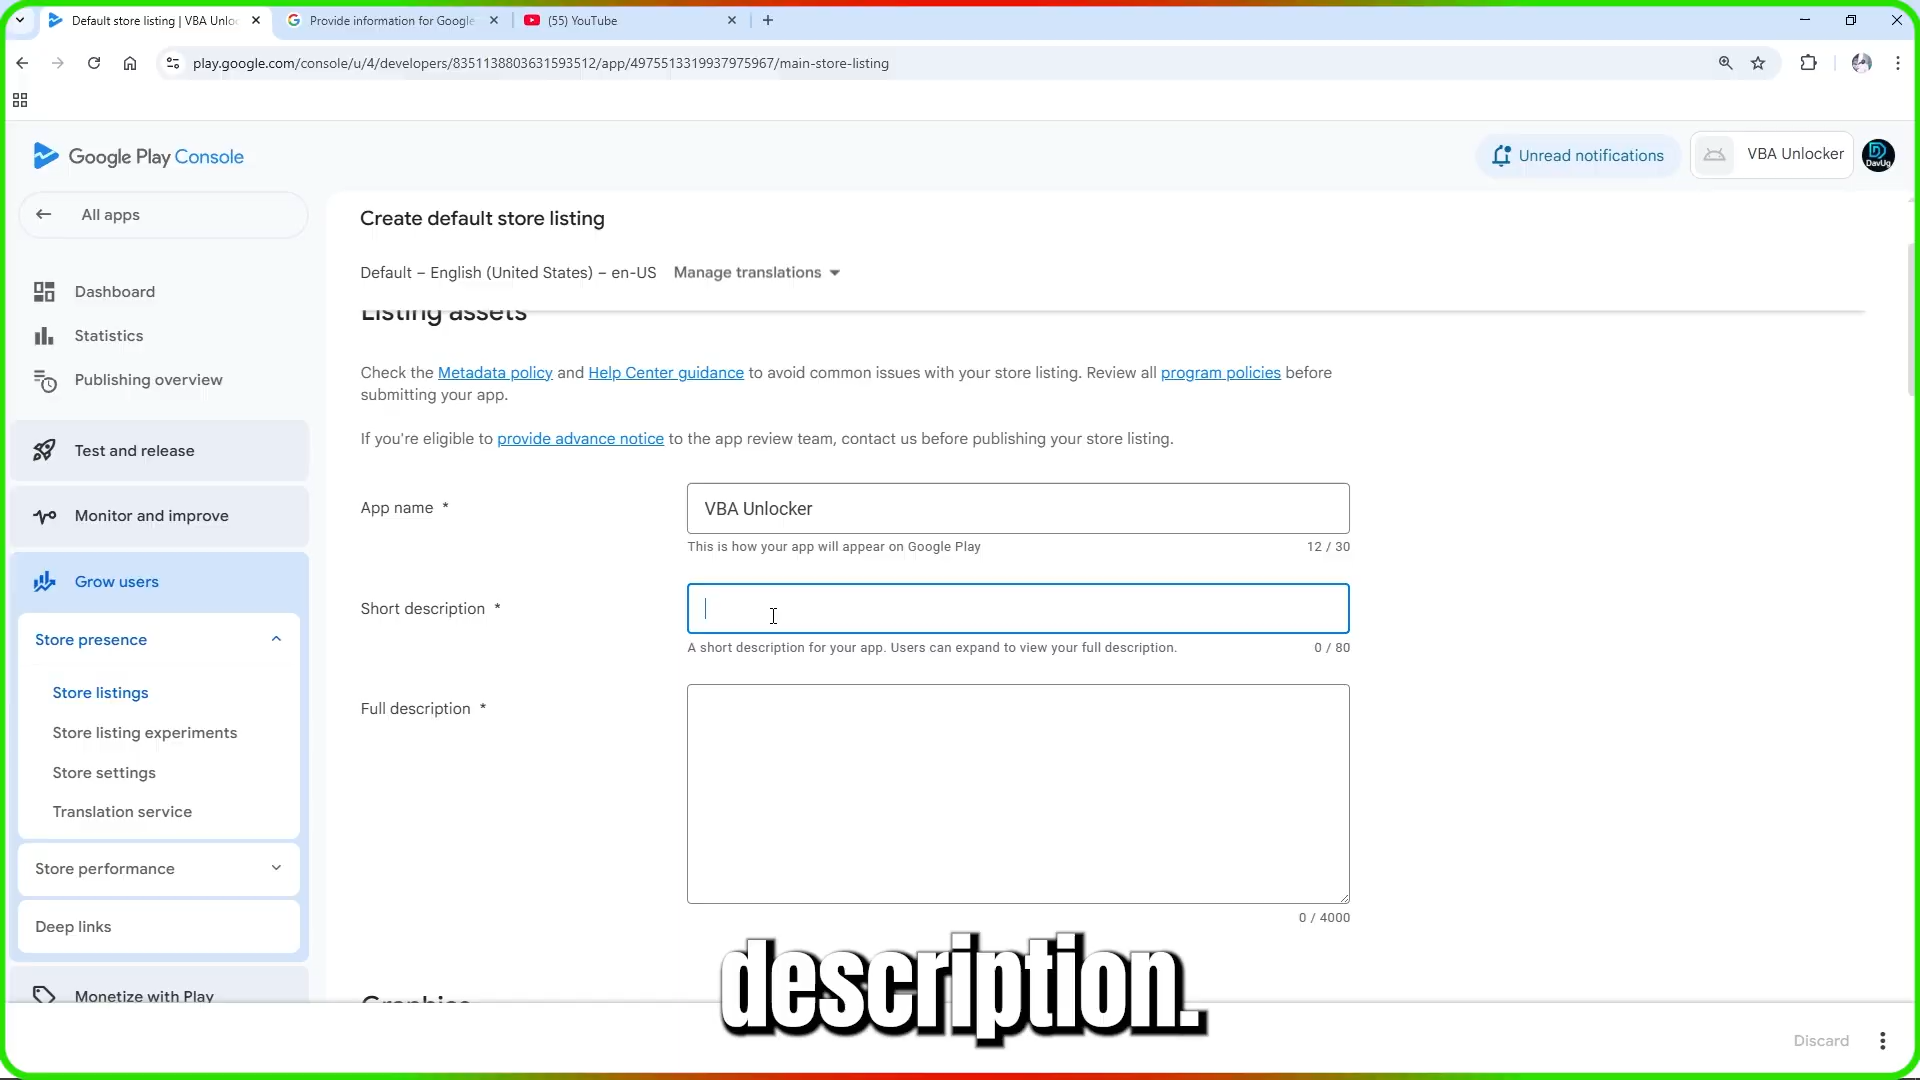 Default store listing | VBA Unlo
Provide information for Google
(55) YouTube
play.google.com/console/u/4/developers/8351138803631593512/app/4975513319937975967/main-store-listing
Google Play Console
Unread notifications
VBA Unlocker
DavUg
All apps
Create default store listing
Default – English (United States) – en-US Manage translations
Dashboard
Statistics
Publishing overview
Test and release
Monitor and improve
Grow users
Store presence
Store listings
Store listing experiments
Store settings
Translation service
Store performance
Deep links
Monetize with Play
Listing assets
Check the Metadata policy and Help Center guidance to avoid common issues with your store listing. Review all program policies before
submitting your app.
If you're eligible to provide advance notice to the app review team, contact us before publishing your store listing.
App name *
VBA Unlocker
This is how your app will appear on Google Play
12 / 30
Short description *
A short description for your app. Users can expand to view your full description.
0 / 80
Full description *
0 / 4000
Graphics
description.
Discard